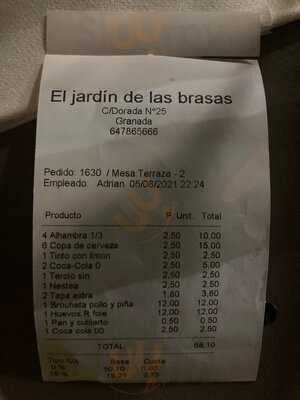 El jardín de las brasas
C/Dorada Nº25
Granada
647865666
Pedido: 1630 / Mesa:Terraza - 2
Empleado: Adrian 05/08/2021 22:24
Producto P. Unt. Total
4 Alhambra 1/3 2,50 10,00
6 Copa de cerveza 2,50 15,00
1 Tinto con limon 2,50 2,50
2 Coca-Cola 0 2,50 5,00
1 Tercio sin 2,50 2,50
1 Nestea 2,50 2,50
2 Tapa extra 1,80 3,60
1 Brocheta pollo y piña 12,00 12,00
1 Huevos R foie 12,00 12,00
1 Pan y cubierto 0,50
1 Coca cola 00 2,50 2,50
TOTAL: 68,10
Base Cuota
0 %